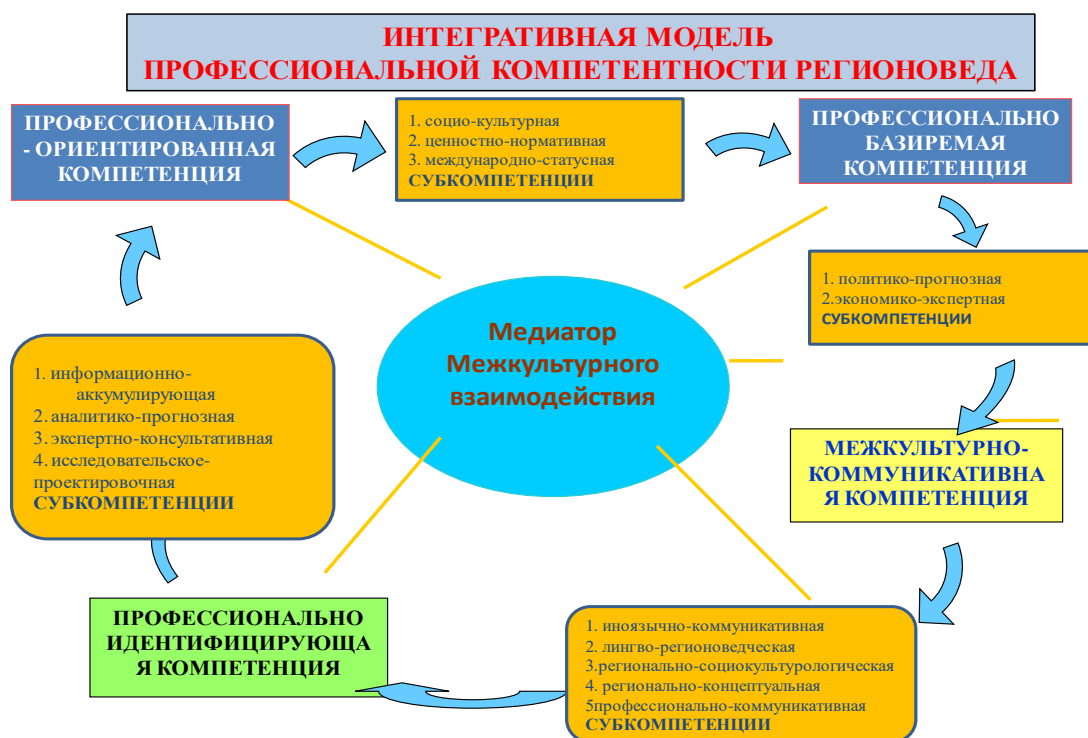 ИНТЕГРАТИВНАЯ МОДЕЛЬ
ПРОФЕССИОНАЛЬНОЙ КОМПЕТЕНТНОСТИ РЕГИОНОВЕДА
ПРОФЕССИОНАЛЬНО
- ОРИЕНТИРОВАННАЯ
КОМПЕТЕНЦИЯ
1. социо-культурная
2. ценностно-нормативная
3. международно-статусная
СУБКОМПЕТЕНЦИИ
ПРОФЕССИОНАЛЬНО
БАЗИРЕМАЯ
КОМПЕТЕНЦИЯ
1. политико-прогнозная
2.экономико-экспертная
СУБКОМПЕТЕНЦИИ
Медиатор
Межкультурного
взаимодействия
1. информационно-
аккумулирующая
2. аналитико-прогнозная
3. экспертно-консультативная
4. исследовательское-
проектировочная
СУБКОМПЕТЕНЦИИ
МЕЖКУЛЬТУРНО-
КОММУНИКАТИВНА
Я КОМПЕТЕНЦИЯ
ПРОФЕССИОНАЛЬНО
ИДЕНТИФИЦИРУЮЩА
Я КОМПЕТЕНЦИЯ
1. иноязычно-коммуникативная
2. лингво-регионоведческая
3.регионально-социокультурологическая
4. регионально-концептуальная
5профессионально-коммуникативная
СУБКОМПЕТЕНЦИИ